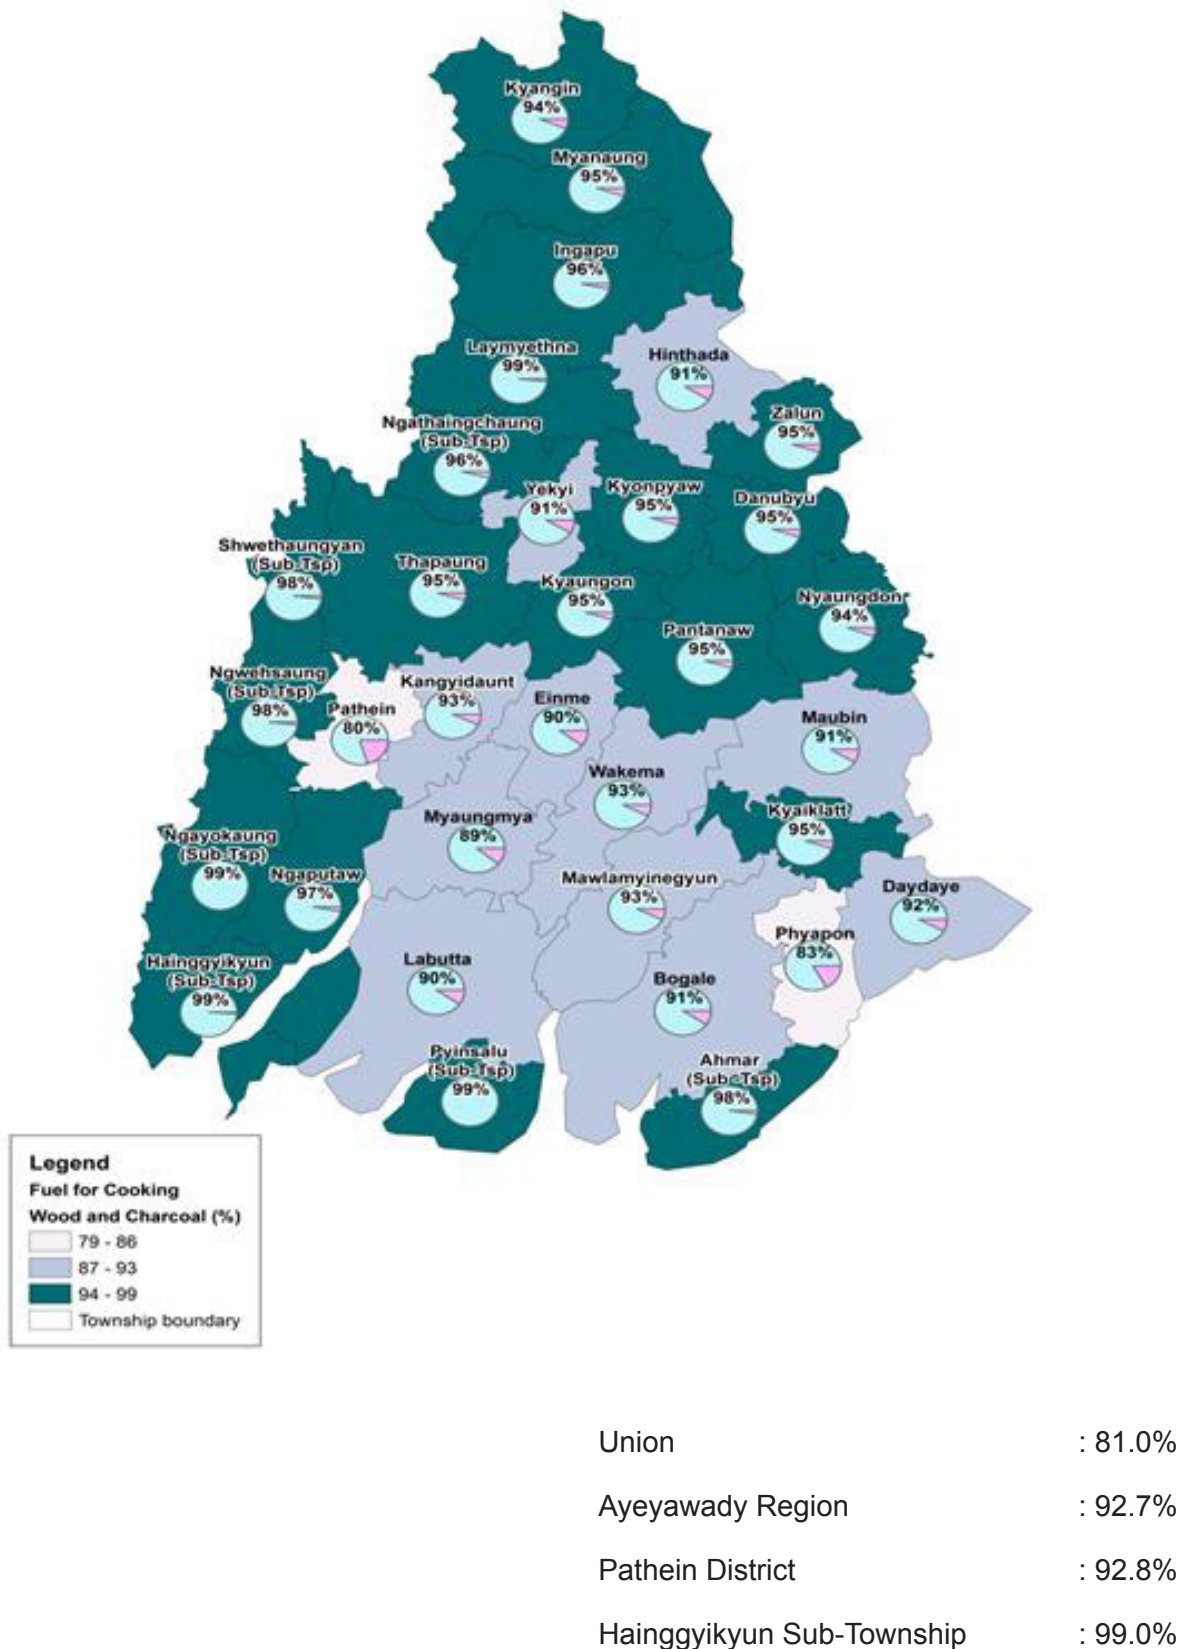 Kyangin
94%
Myanaung
95%
Ingapu
96%
Laymyethna
99%
Hinthada
91%
Zalun
95%
Ngathaingchaung
(Sub-Tsp)
96%
Yekyi
91%
Kyonpyaw
95%
Danubyu
95%
Shwethaungyan
(Sub-Tsp)
98%
Thapaung
95%
Kyaungon
95%
Nyaungdon
94%
Pantanaw
95%
Ngwehsaung
(Sub-Tsp)
98%
Pathein
80%
Kangyidaunt
93%
Einme
90%
Maubin
91%
Wakema
93%
Myaungmya
89%
Kyaiklatt
95%
Ngayokaung
(Sub-Tsp)
99%
Ngaputaw
97%
Mawlamyinegyun
93%
Daydaye
92%
Phyapon
83%
Hainggyikyun
(Sub-Tsp)
99%
Labutta
90%
Bogale
91%
Pyinsalu
(Sub-Tsp)
99%
Ahmar
(Sub-Tsp)
98%
Legend
Fuel for Cooking
Wood and Charcoal (%)
79 - 86
87 - 93
94 - 99
Township boundary
Union : 81.0%
Ayeyawady Region : 92.7%
Pathein District : 92.8%
Hainggyikyun Sub-Township : 99.0%